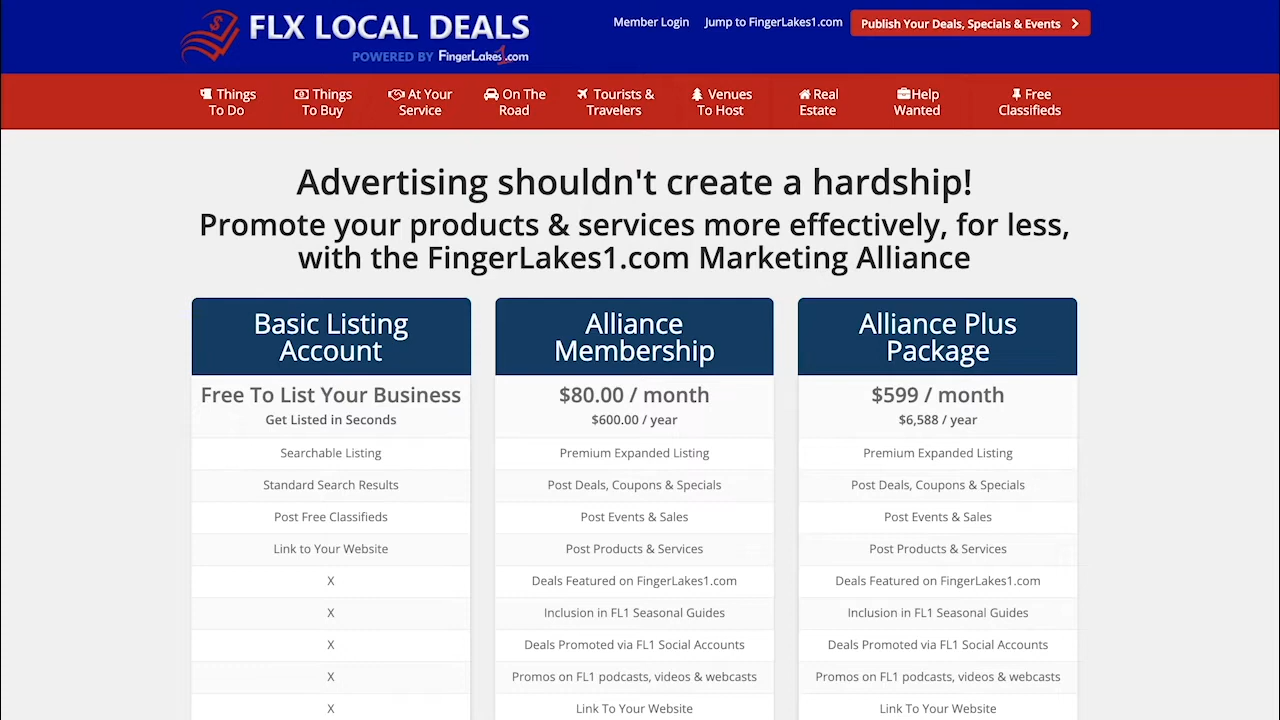 FLX LOCAL DEALS
POWERED BY FingerLakes1.com
Member Login
Jump to FingerLakes1.com
Publish Your Deals, Specials & Events
Things
To Do
Things
To Buy
At Your
Service
On The
Road
Tourists &
Travelers
Venues
To Host
Real
Estate
Help
Wanted
Free
Classifieds
Advertising shouldn't create a hardship!
Promote your products & services more effectively, for less,
with the FingerLakes1.com Marketing Alliance
Basic Listing
Account
Free To List Your Business
Get Listed in Seconds
Searchable Listing
Standard Search Results
Post Free Classifieds
Link to Your Website
X
X
X
X
X
Alliance
Membership
$80.00 / month
$600.00 / year
Premium Expanded Listing
Post Deals, Coupons & Specials
Post Events & Sales
Post Products & Services
Deals Featured on FingerLakes1.com
Inclusion in FL1 Seasonal Guides
Deals Promoted via FL1 Social Accounts
Promos on FL1 podcasts, videos & webcasts
Link To Your Website
Alliance Plus
Package
$599 / month
$6,588 / year
Premium Expanded Listing
Post Deals, Coupons & Specials
Post Events & Sales
Post Products & Services
Deals Featured on FingerLakes1.com
Inclusion in FL1 Seasonal Guides
Deals Promoted via FL1 Social Accounts
Promos on FL1 podcasts, videos & webcasts
Link To Your Website